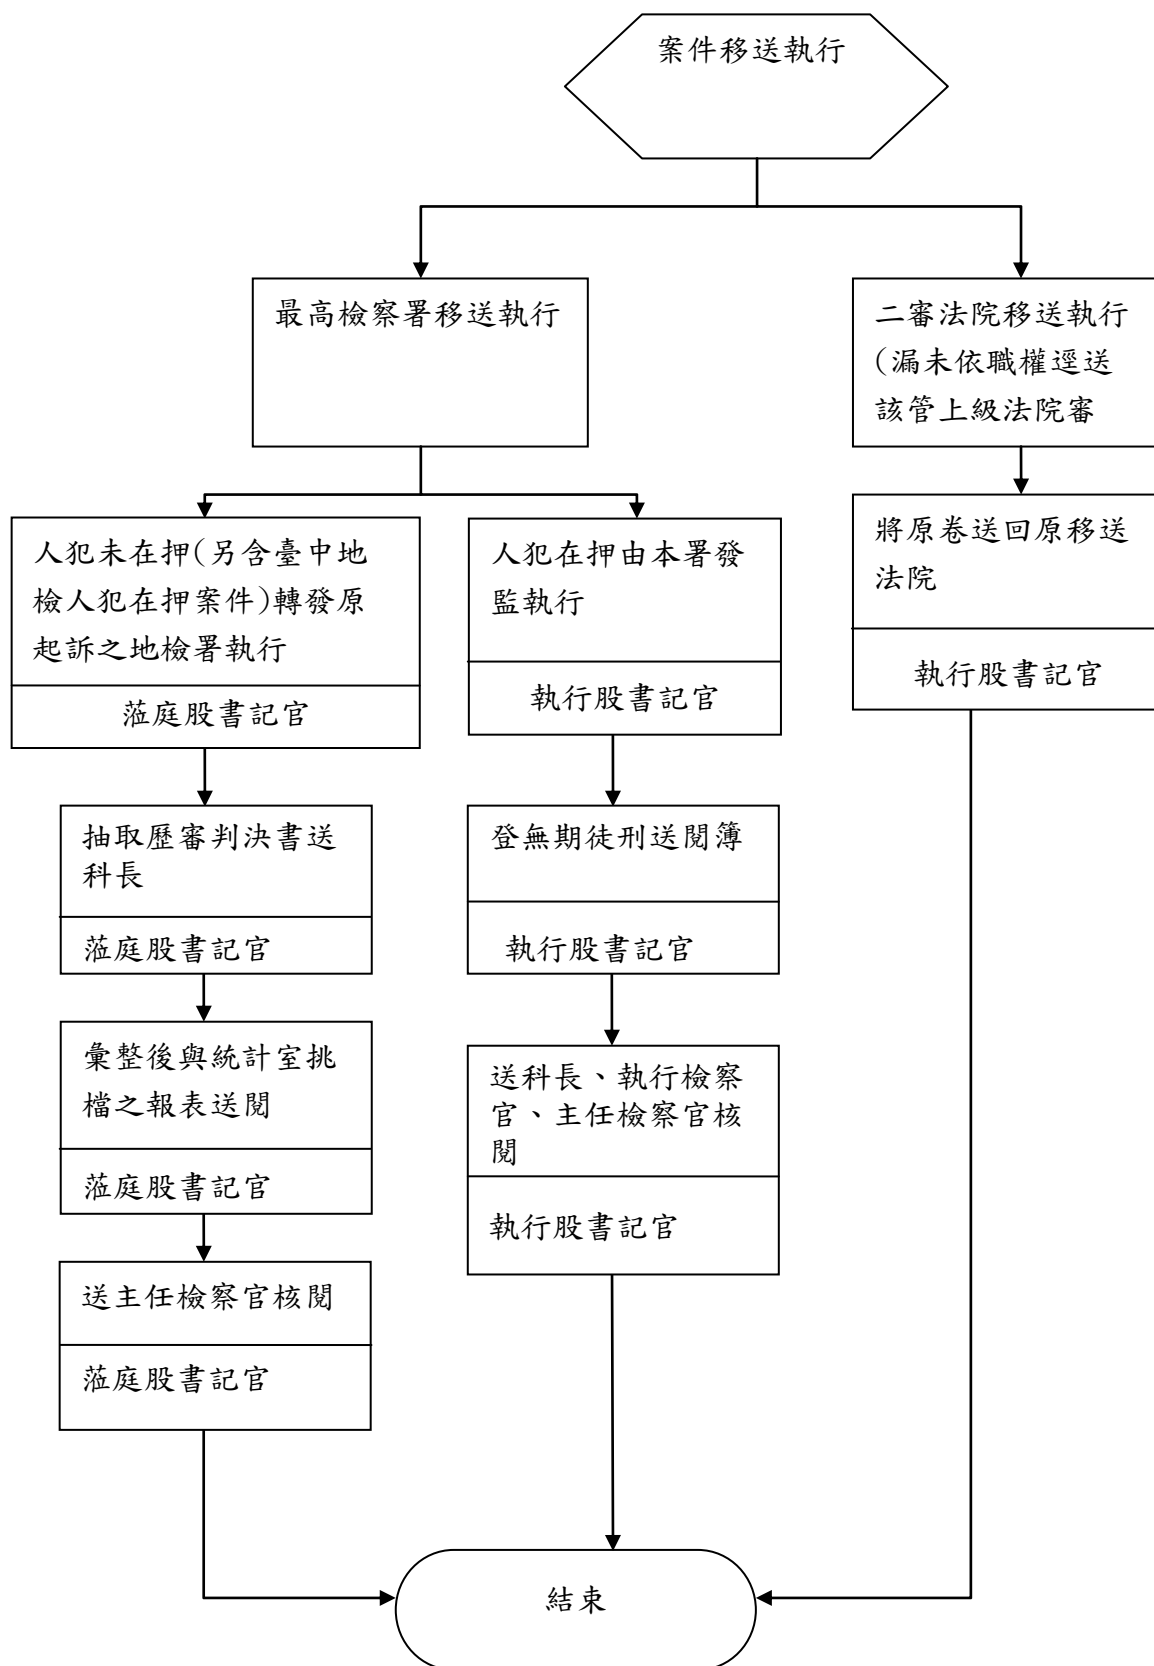 案件移送執行
最高檢察署移送執行
二審法院移送執行
(漏未依職權逕送
該管上級法院審
人犯未在押(另含臺中地
檢人犯在押案件)轉發原
起訴之地檢署執行
蒞庭股書記官
人犯在押由本署發
監執行
執行股書記官
將原卷送回原移送
法院
執行股書記官
抽取歷審判決書送
科長
蒞庭股書記官
登無期徒刑送閱簿
執行股書記官
彙整後與統計室挑
檔之報表送閱
蒞庭股書記官
送科長、執行檢察
官、主任檢察官核
閱
執行股書記官
送主任檢察官核閱
蒞庭股書記官
結束